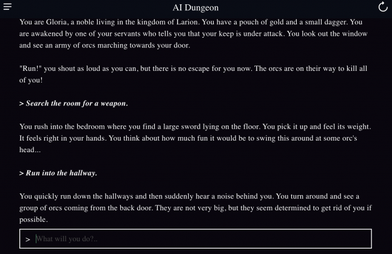 AI Dungeon
You are Gloria, a noble living in the kingdom of Larion. You have a pouch of gold and a small dagger. You
are awakened by one of your servants who tells you that your keep is under attack. You look out the window
and see an army of orcs marching towards your door.
"Run!" you shout as loud as you can, but there is no escape for you now. The orcs are on their way to kill all
of you!
> Search the room for a weapon.
You rush into the bedroom where you find a large sword lying on the floor. You pick it up and feel its weight.
It feels right in your hands. You think about how much fun it would be to swing this around at some orc's
head...
> Run into the hallway.
You quickly run down the hallways and then suddenly hear a noise behind you. You turn around and see a
group of orcs coming from the back door. They are not very big, but they seem determined to get rid of you if
possible.
> What will you do?..